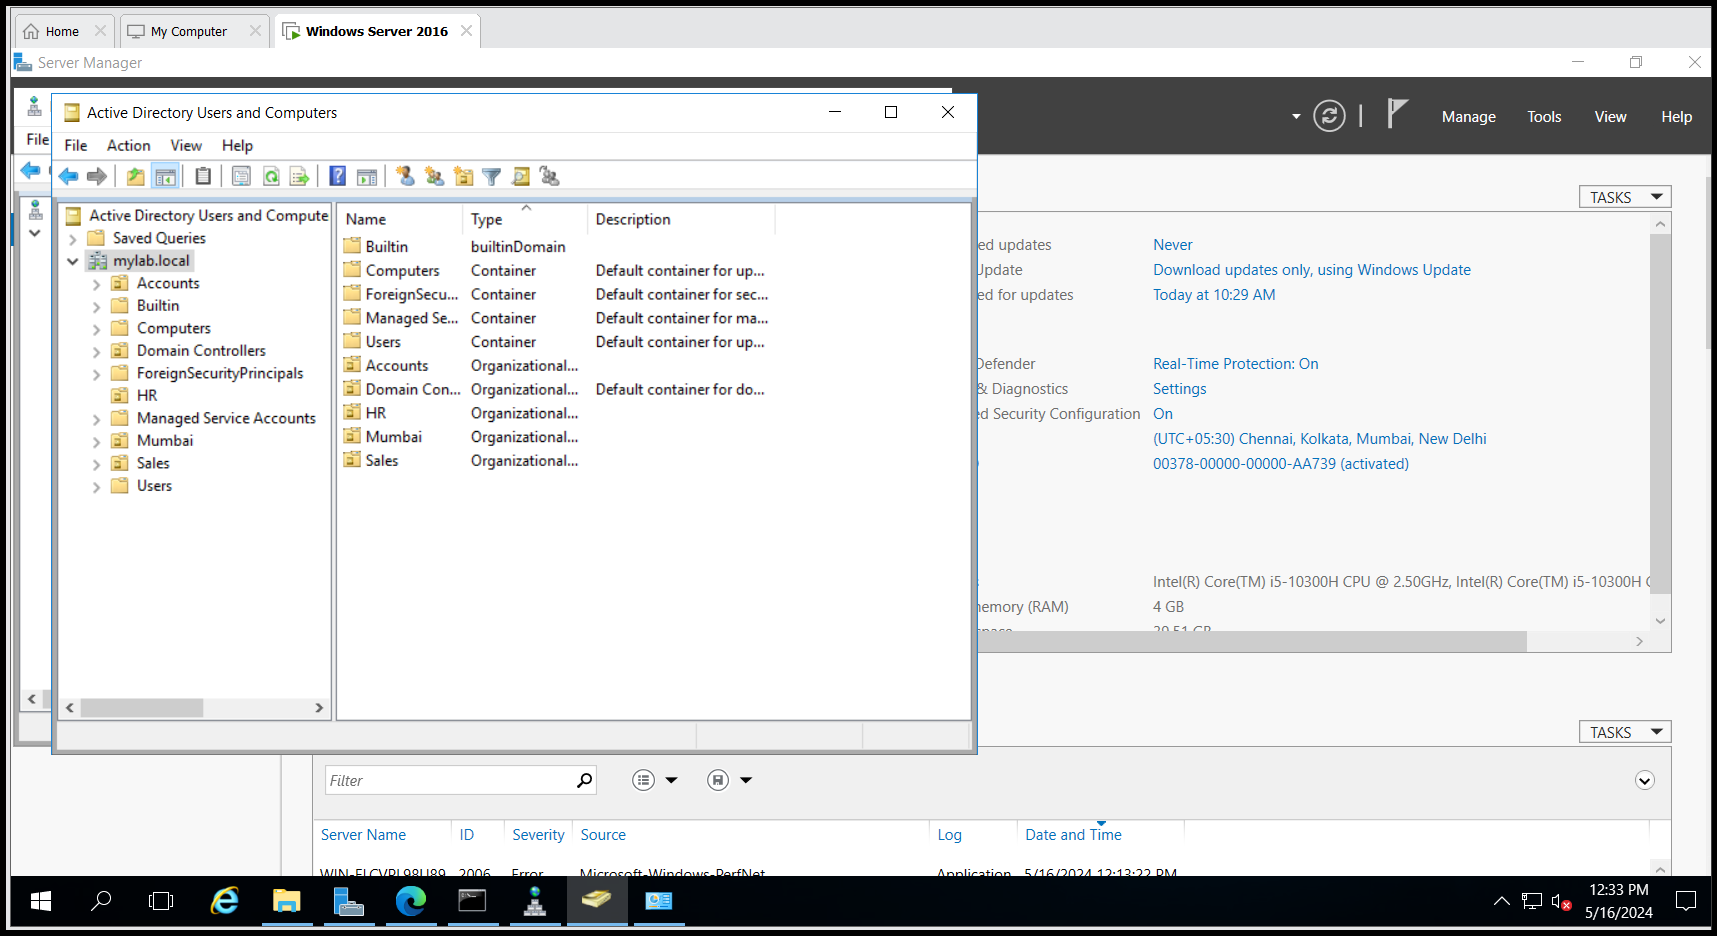 Home
My Computer
Windows Server 2016
Server Manager
Manage
Tools
View
Help
File
Active Directory Users and Computers
File
Action
View
Help
Active Directory Users and Compute
Saved Queries
mylab.local
Accounts
Builtin
Computers
Domain Controllers
ForeignSecurityPrincipals
HR
Managed Service Accounts
Mumbai
Sales
Users
Name Type Description
Builtin builtinDomain
Computers Container Default container for up...
ForeignSecu... Container Default container for sec...
Managed Se... Container Default container for ma...
Users Container Default container for up...
Accounts Organizational...
Domain Con... Organizational... Default container for do...
HR Organizational...
Mumbai Organizational...
Sales Organizational...
TASKS
ed updates Never
Update Download updates only, using Windows Update
ed for updates Today at 10:29 AM
Defender Real-Time Protection: On
& Diagnostics Settings
ed Security Configuration On
(UTC+05:30) Chennai, Kolkata, Mumbai, New Delhi
00378-00000-00000-AA739 (activated)
Intel(R) Core(TM) i5-10300H CPU @ 2.50GHz, Intel(R) Core(TM) i5-10300H C
memory (RAM) 4 GB
TASKS
Filter
Server Name ID Severity Source Log Date and Time
2006 Error Microsoft-Windows-PerfNet Application 5/16/2024 12:13:22 PM
12:33 PM
5/16/2024